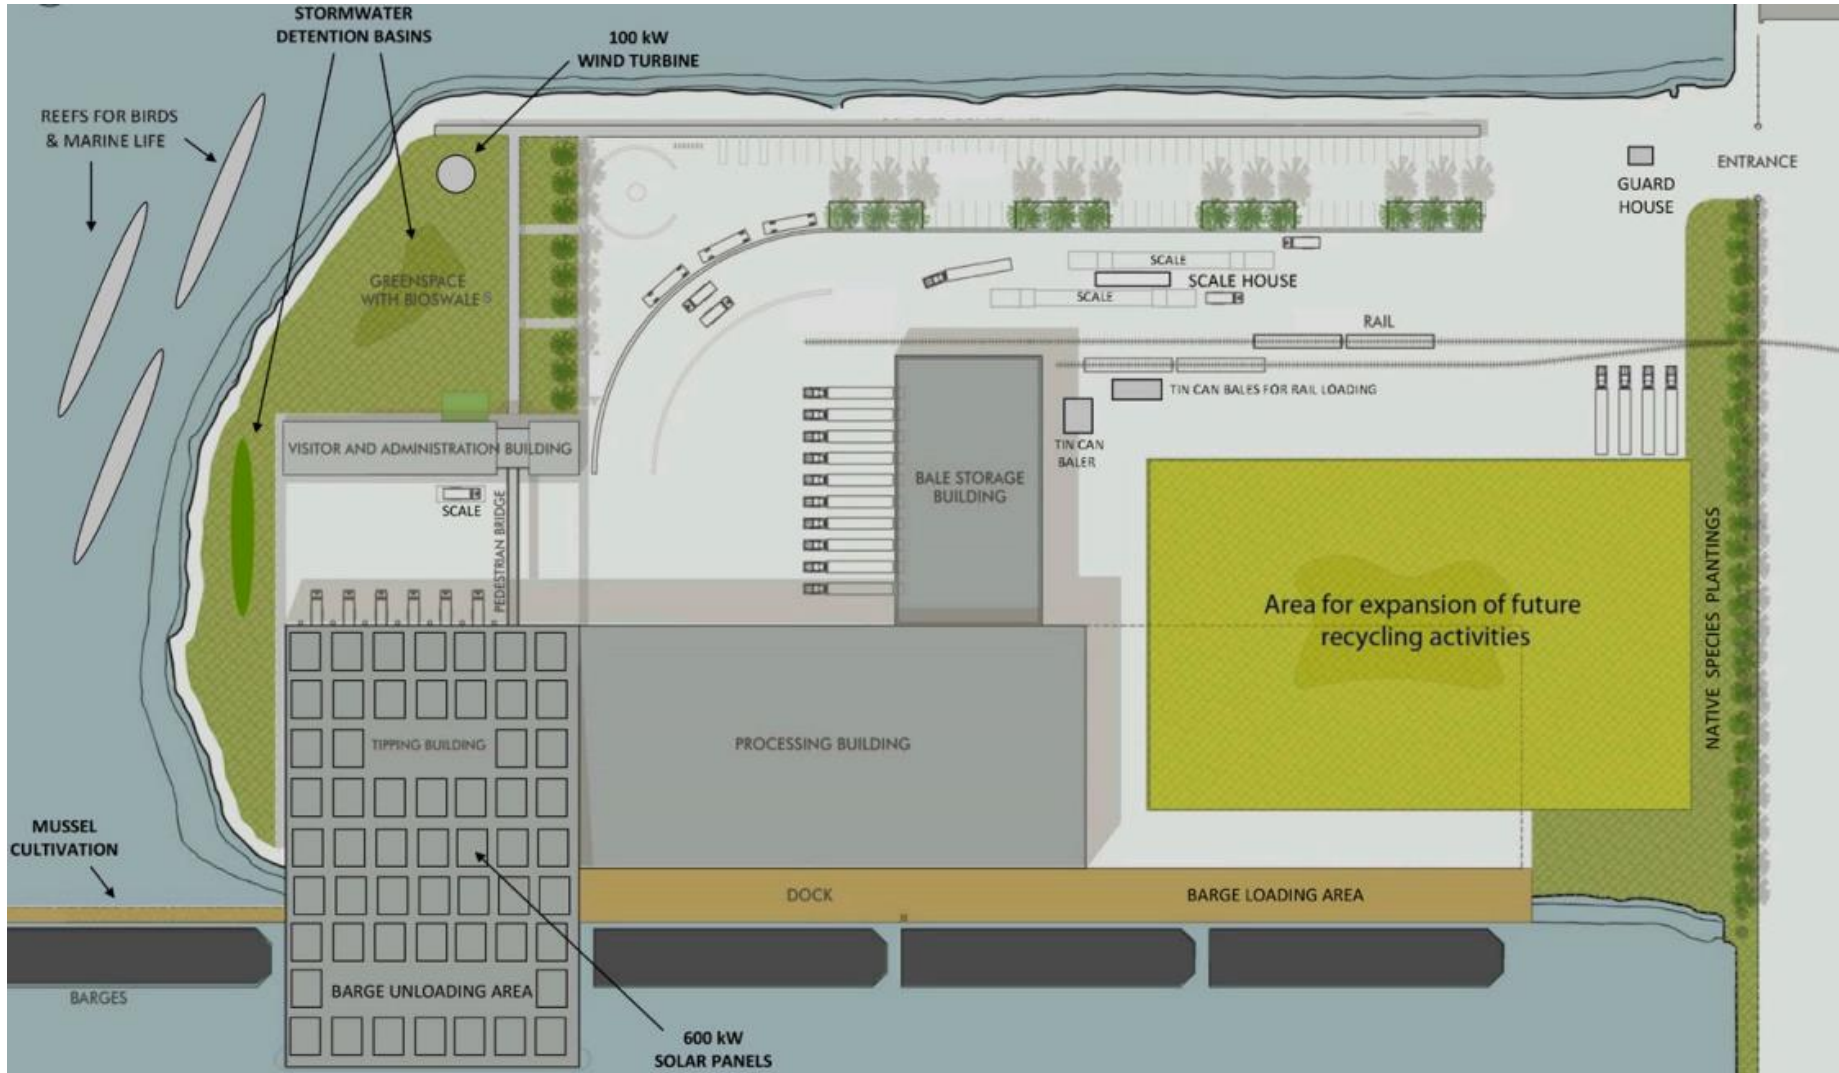 STORMWATER
DETENTION BASINS
100 kW
WIND TURBINE
REEFS FOR BIRDS
& MARINE LIFE
ENTRANCE
GUARD
HOUSE
GREENSPACE
WITH BIOSWALE
SCALE
SCALE HOUSE
SCALE
RAIL
TIN CAN BALES FOR RAIL LOADING
TIN CAN
BALER
VISITOR AND ADMINISTRATION BUILDING
BALE STORAGE
BUILDING
SCALE
PEDESTRIAN BRIDGE
Area for expansion of future
recycling activities
NATIVE SPECIES PLANTINGS
TIPPING BUILDING
PROCESSING BUILDING
MUSSEL
CULTIVATION
DOCK
BARGE LOADING AREA
BARGES
BARGE UNLOADING AREA
600 kW
SOLAR PANELS